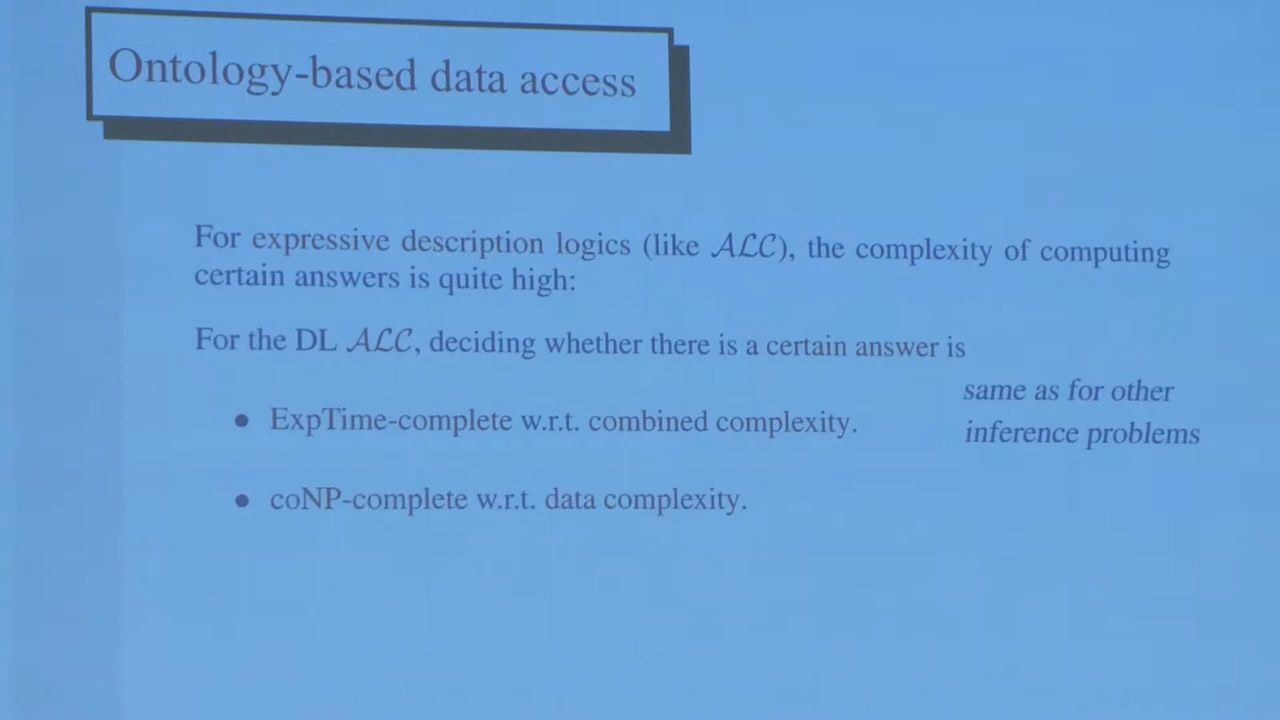 Ontology-based data access
For expressive description logics (like ALC), the complexity of computing
certain answers is quite high:
For the DL ALC, deciding whether there is a certain answer is
same as for other
• ExpTime-complete w.r.t. combined complexity.
inference problems
• coNP-complete w.r.t. data complexity.